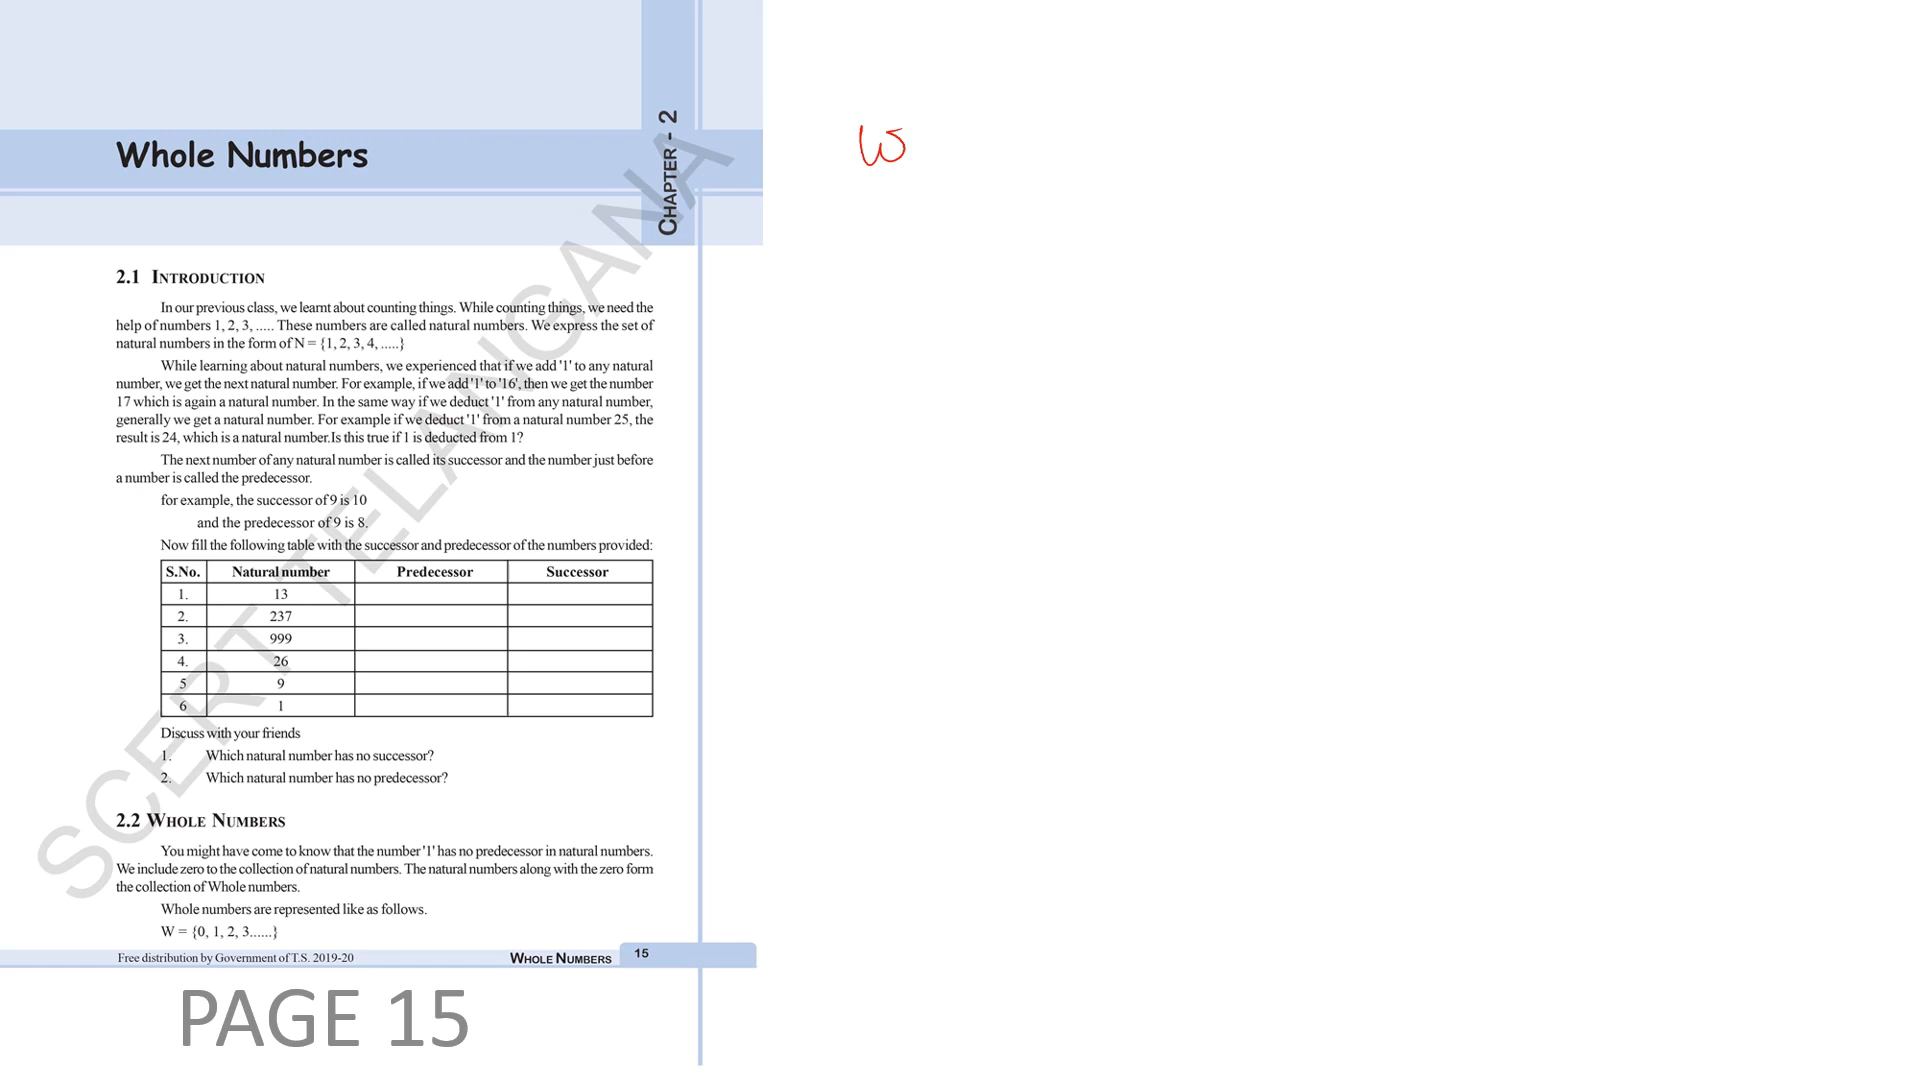 CHAPTER - 2
Whole Numbers
W
2.1 INTRODUCTION
In our previous class, we learnt about counting things. While counting things, we need the
help of numbers 1, 2, 3, ..... These numbers are called natural numbers. We express the set of
natural numbers in the form of N = {1, 2, 3, 4, .....}
While learning about natural numbers, we experienced that if we add '1' to any natural
number, we get the next natural number. For example, if we add '1' to '16', then we get the number
17 which is again a natural number. In the same way if we deduct '1' from any natural number,
generally we get a natural number. For example if we deduct '1' from a natural number 25, the
result is 24, which is a natural number.Is this true if 1 is deducted from 1?
The next number of any natural number is called its successor and the number just before
a number is called the predecessor.
for example, the successor of 9 is 10
and the predecessor of 9 is 8.
Now fill the following table with the successor and predecessor of the numbers provided:
S.No. Natural number Predecessor Successor
1. 13
2. 237
3. 999
4. 26
5 9
6 1
Discuss with your friends
1. Which natural number has no successor?
2. Which natural number has no predecessor?
2.2 WHOLE NUMBERS
You might have come to know that the number '1' has no predecessor in natural numbers.
We include zero to the collection of natural numbers. The natural numbers along with the zero form
the collection of Whole numbers.
Whole numbers are represented like as follows.
W = {0, 1, 2, 3......}
Free distribution by Government of T.S. 2019-20 WHOLE NUMBERS 15
SCERT TELANGANA
PAGE 15